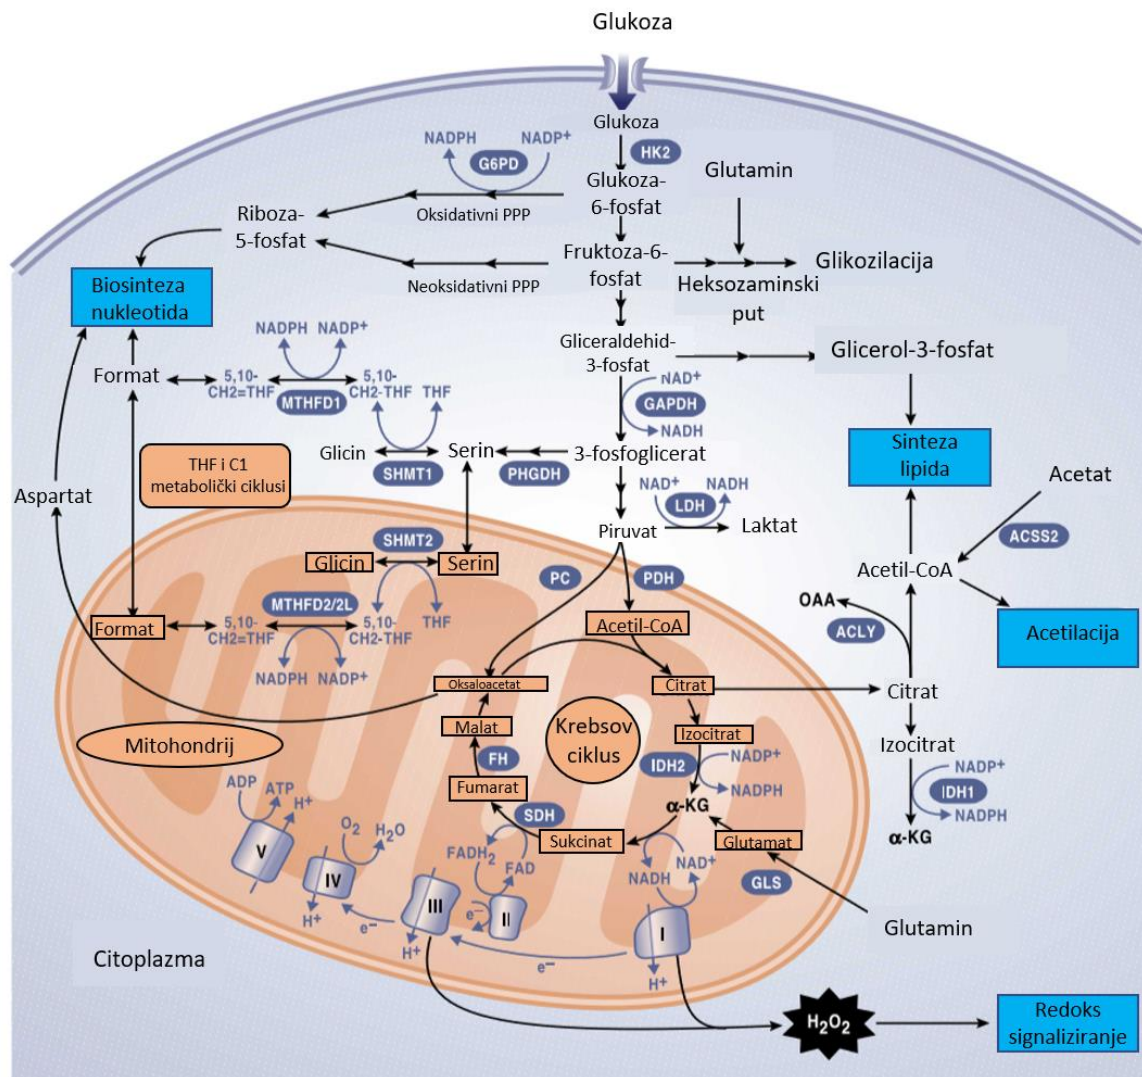 Glukoza
Glukoza
HK2
NADPH
NADP+
G6PD
Glukoza-
6-fosfat
Glutamin
Oksidativni PPP
Riboza-
5-fosfat
Fruktoza-6-
fosfat
Neoksidativni PPP
Heksozaminski
put
Glikozilacija
Biosinteza
nukleotida
NADPH
NADP+
Gliceraldehid-
3-fosfat
Glicerol-3-fosfat
Format
5,10-
CH2=THF
MTHFD1
5,10-
CH2-THF
THF
NAD+
GAPDH
NADH
Glicin
SHMT1
Serin
PHGDH
3-fosfoglicerat
Sinteza
lipida
THF i C1
metabolički ciklusi
Aspartat
NAD+
NADH
LDH
Piruvat
Laktat
Acetat
ACSS2
Acetil-CoA
SHMT2
Glicin
Serin
PC
PDH
MTHFD2/2L
Format
5,10-
CH2=THF
5,10-
CH2-THF
THF
NADPH
NADP+
Acetil-CoA
OAA
ACLY
Acetilacija
Oksaloacetat
Citrat
Citrat
Malat
Krebsov
ciklus
Izocitrat
Izocitrat
Mitohondrij
FH
IDH2
NADP+
NADPH
NADP+
IDH1
NADPH
Fumarat
α-KG
α-KG
ADP
ATP
H+
O2
H2O
SDH
Sukcinat
Glutamat
GLS
FADH2
FAD
NADH
NAD+
V
IV
III
II
I
e–
H+
e–
H+
e–
H+
Glutamin
Citoplazma
H2O2
Redoks
signaliziranje